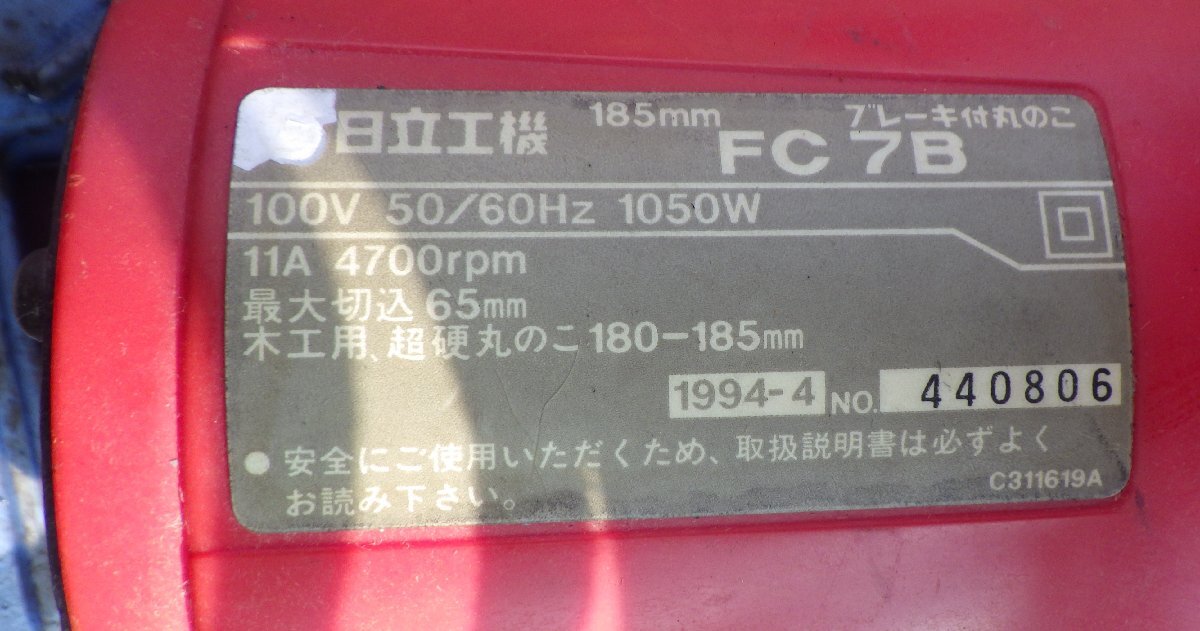 日立工機 185mm ブレーキ付丸のこ
FC 7B
100V 50/60Hz 1050W
11A 4700rpm
最大切込 65mm
木工用、超硬丸のこ 180-185mm
1994-4 NO. 440806
● 安全にご使用いただくため、取扱説明書は必ずよく
お読み下さい。
C311619A